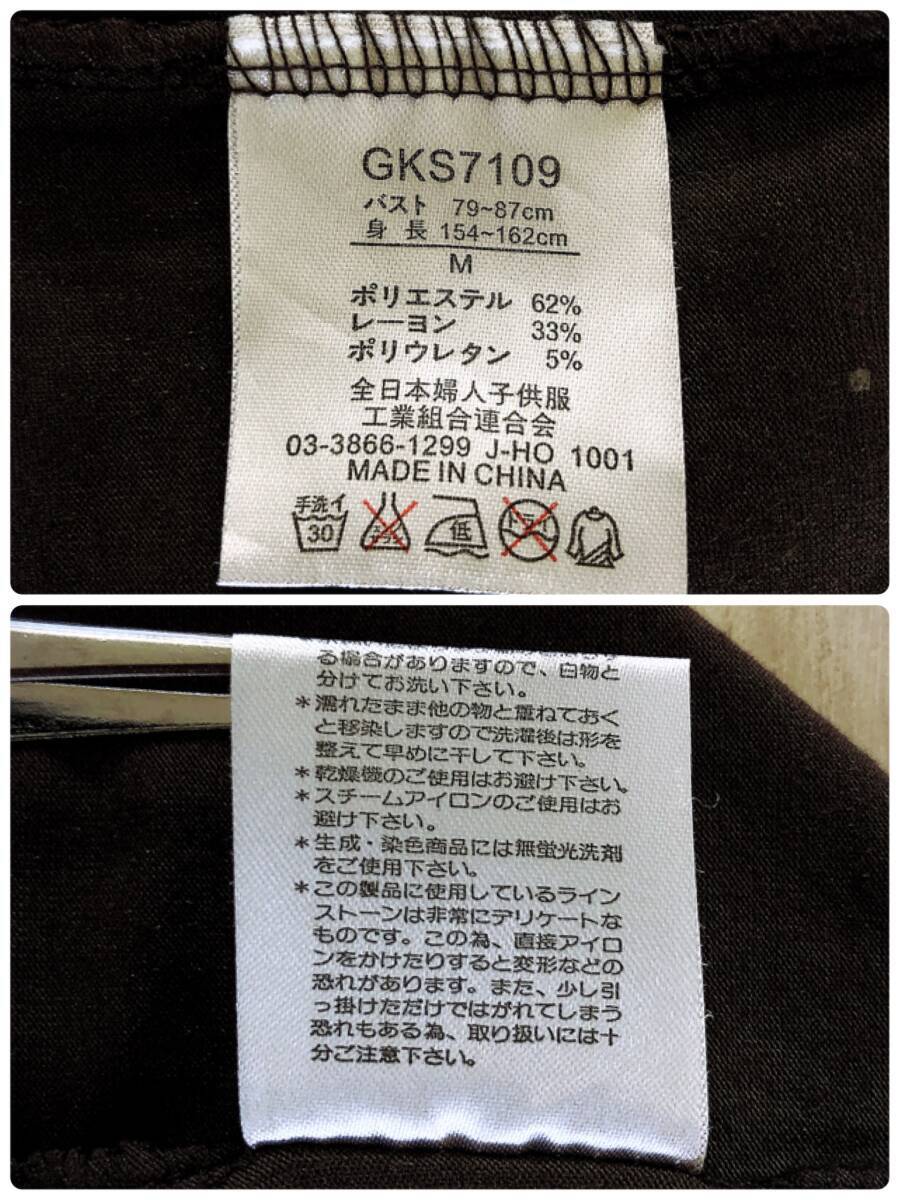 GKS7109
バスト 79~87cm
身 長 154~162cm
M
ポリエステル 62%
レーヨン 33%
ポリウレタン 5%
全日本婦人子供服
工業組合連合会
03-3866-1299 J-HO 1001
MADE IN CHINA
手洗イ 30 低 ドライ
る場合がありますので、白物と
分けてお洗い下さい。
*濡れたまま他の物と重ねておく
と移染しますので洗濯後は形を
整えて早めに干して下さい。
*乾燥機のご使用はお避け下さい。
*スチームアイロンのご使用はお
避け下さい。
*生成・染色商品には無蛍光洗剤
をご使用下さい。
*この製品に使用しているライン
ストーンは非常にデリケートな
ものです。この為、直接アイロ
ンをかけたりすると変形などの
恐れがあります。また、少し引
っ掛けただけではがれてしまう
恐れもある為、取り扱いには十
分ご注意下さい。